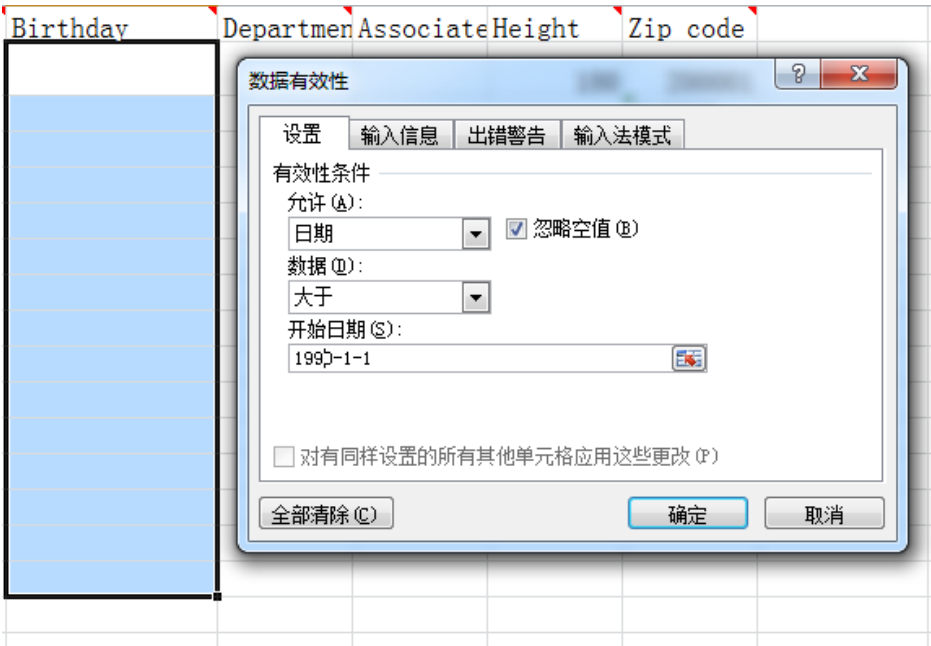 Birthday Departmen Associate Height Zip code
数据有效性
设置 输入信息 出错警告 输入法模式
有效性条件
允许(A):
日期 忽略空值(B)
数据(D):
大于
开始日期(S):
1990-1-1
对有同样设置的所有其他单元格应用这些更改(P)
全部清除(C) 确定 取消